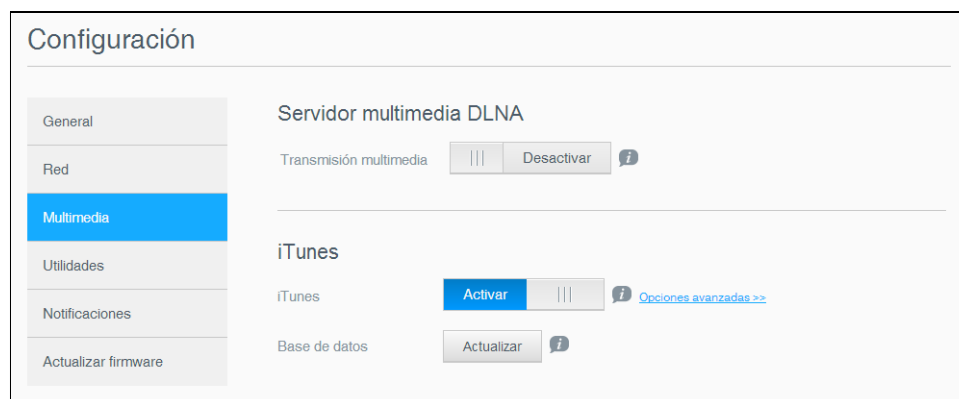 Configuración
General
Red
Multimedia
Utilidades
Notificaciones
Actualizar firmware
Servidor multimedia DLNA
Transmisión multimedia Desactivar
iTunes
iTunes Activar Opciones avanzadas >>
Base de datos Actualizar